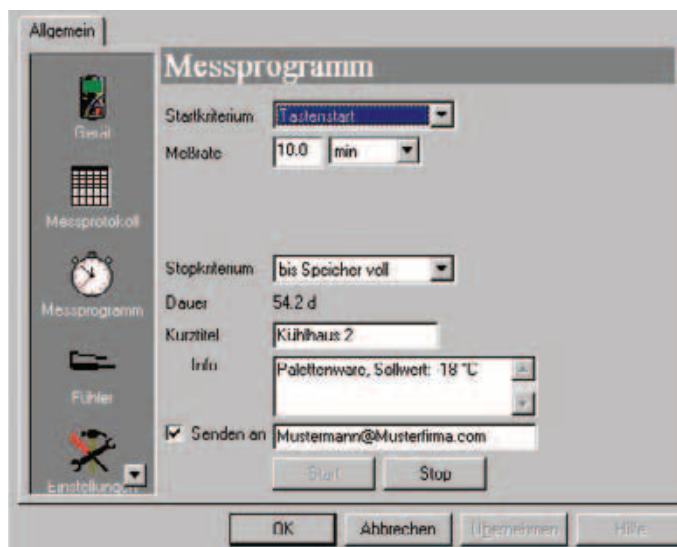 Allgemein
Messprogramm
Gerät
Startkriterium Tastenstart
Meßrate 10.0 min
Messprotokoll
Stopkriterium bis Speicher voll
Messprogramm
Dauer 54.2 d
Kurztitel Kühlhaus 2
Info Palettenware, Sollwert: -18 °C
Fühler
Senden an Mustermann@Musterfirma.com
Einstellungen
Start Stop
OK Abbrechen Übernehmen Hilfe